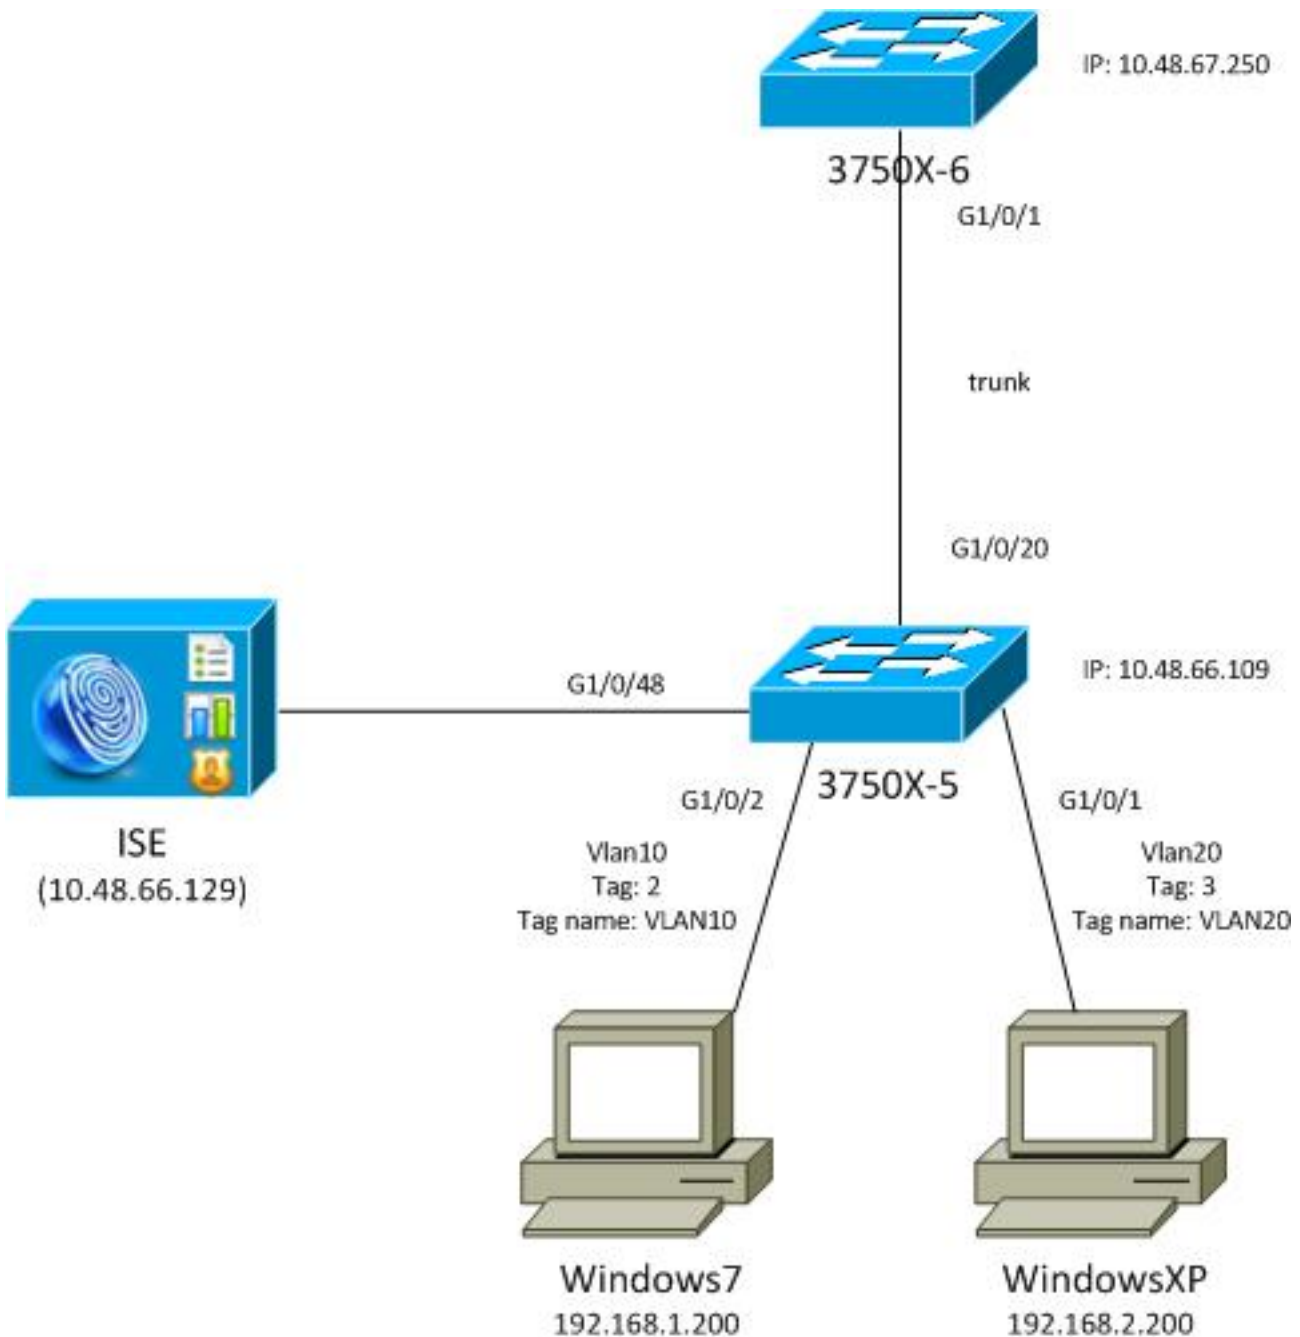 IP: 10.48.67.250
3750X-6
G1/0/1
trunk
G1/0/20
G1/0/48
IP: 10.48.66.109
3750X-5
G1/0/2
G1/0/1
ISE
(10.48.66.129)
Vlan10
Tag: 2
Tag name: VLAN10
Vlan20
Tag: 3
Tag name: VLAN20
Windows7
192.168.1.200
WindowsXP
192.168.2.200